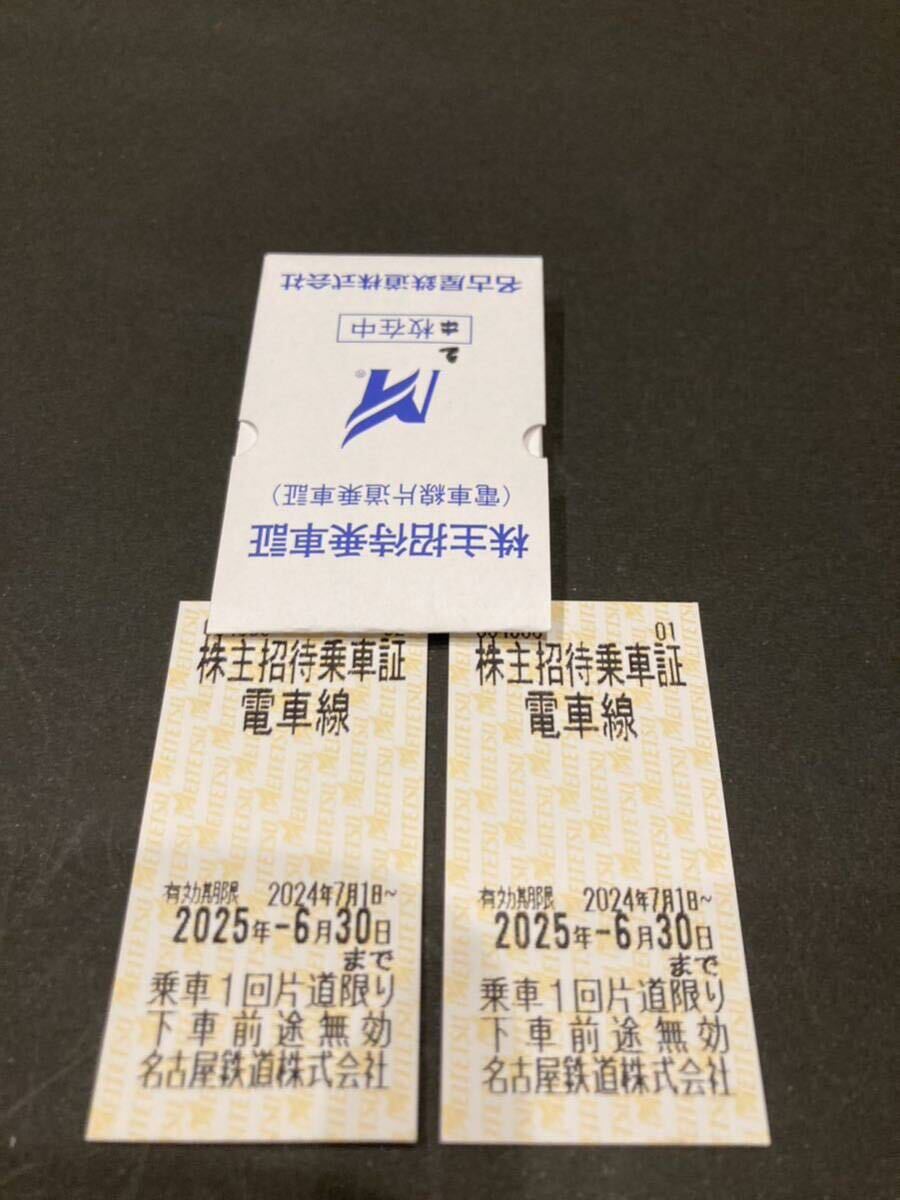 名古屋鉄道株式会社
2
枚在中
M®
(電車線片道乗車証)
株主招待乗車証
株主招待乗車証
電車線
有効期限 2024年7月1日~
2025年-6月30日
まで
乗車1回片道限り
下車前途無効
名古屋鉄道株式会社
01
株主招待乗車証
電車線
有効期限 2024年7月1日~
2025年-6月30日
まで
乗車1回片道限り
下車前途無効
名古屋鉄道株式会社